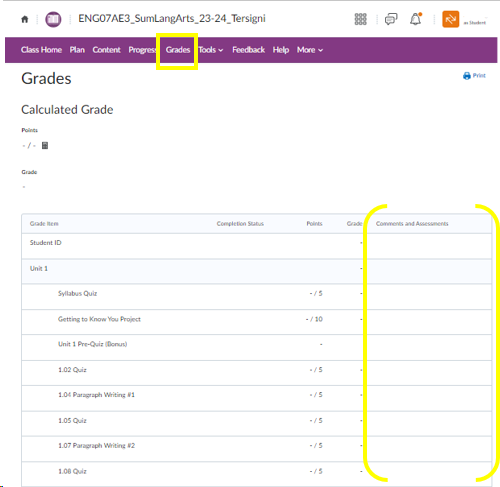 ENG07AE3_SumLangArts_23-24_Tersigni
as Student
Class Home Plan Content Progress Grades Tools Feedback Help More
Grades
Print
Calculated Grade
Points
- / -
Grade
-
Grade Item Completion Status Points Grade Comments and Assessments
Student ID -
Unit 1 -
Syllabus Quiz - / 5 -
Getting to Know You Project - / 10 -
Unit 1 Pre-Quiz (Bonus) -
1.02 Quiz - / 5 -
1.04 Paragraph Writing #1 - / 5 -
1.05 Quiz - / 5 -
1.07 Paragraph Writing #2 - / 5 -
1.08 Quiz - / 5 -